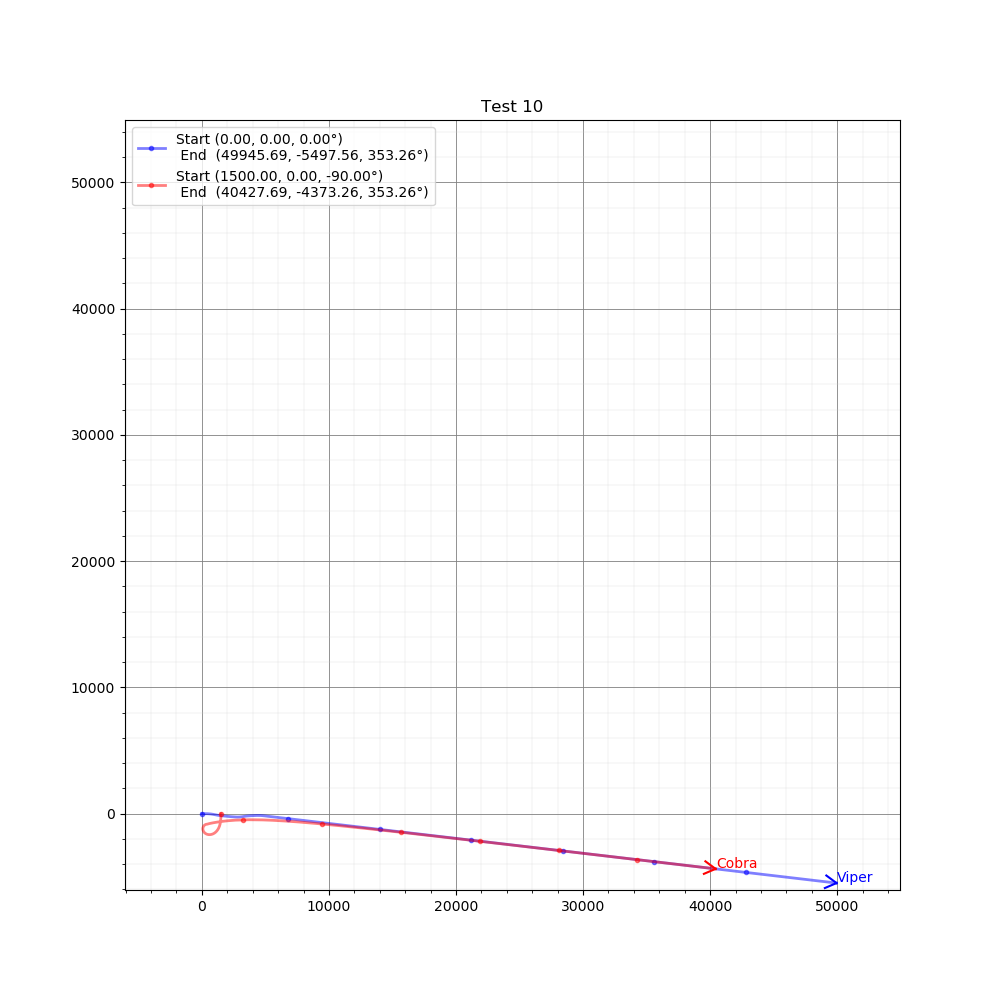 Test 10
Start (0.00, 0.00, 0.00°)
End (49945.69, -5497.56, 353.26°)
Start (1500.00, 0.00, -90.00°)
End (40427.69, -4373.26, 353.26°)
50000
40000
30000
20000
10000
0
Cobra
Viper
0
10000
20000
30000
40000
50000